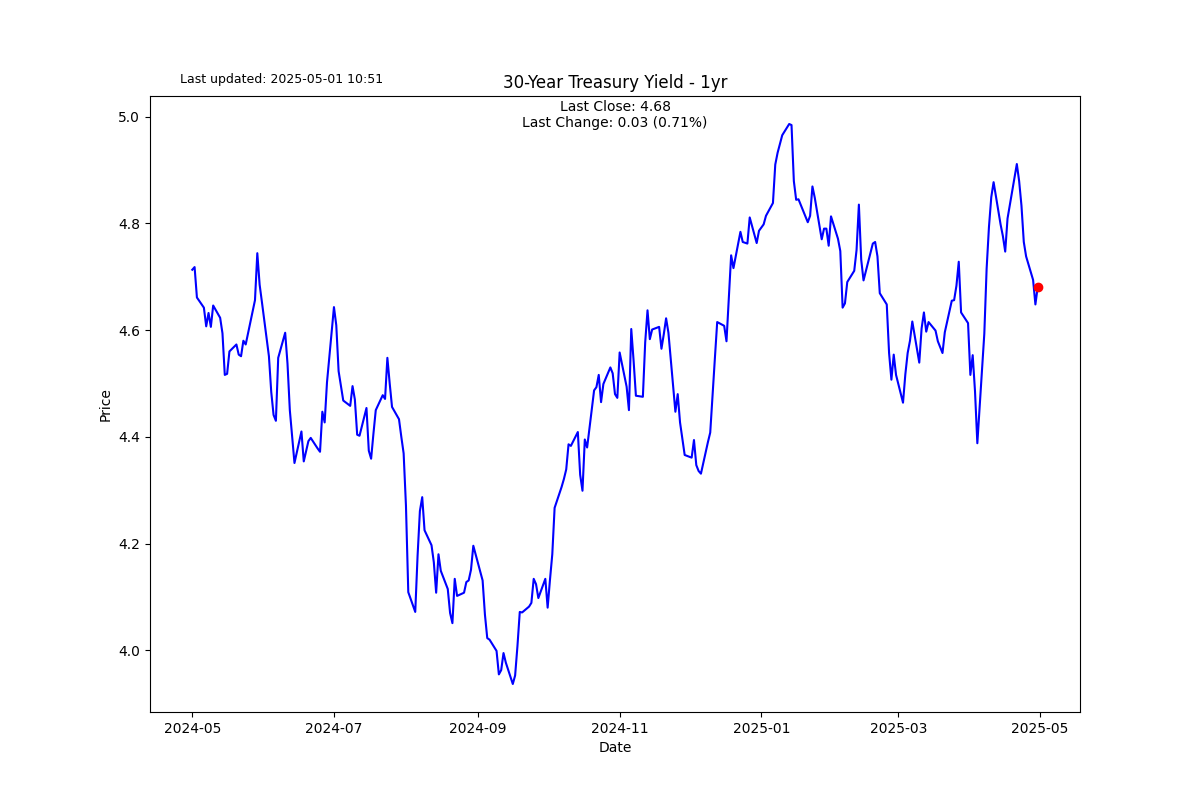 Last updated: 2025-05-01 10:51
30-Year Treasury Yield - 1yr
Last Close: 4.68
Last Change: 0.03 (0.71%)
5.0
4.8
4.6
4.4
4.2
4.0
Price
2024-05 2024-07 2024-09 2024-11 2025-01 2025-03 2025-05
Date